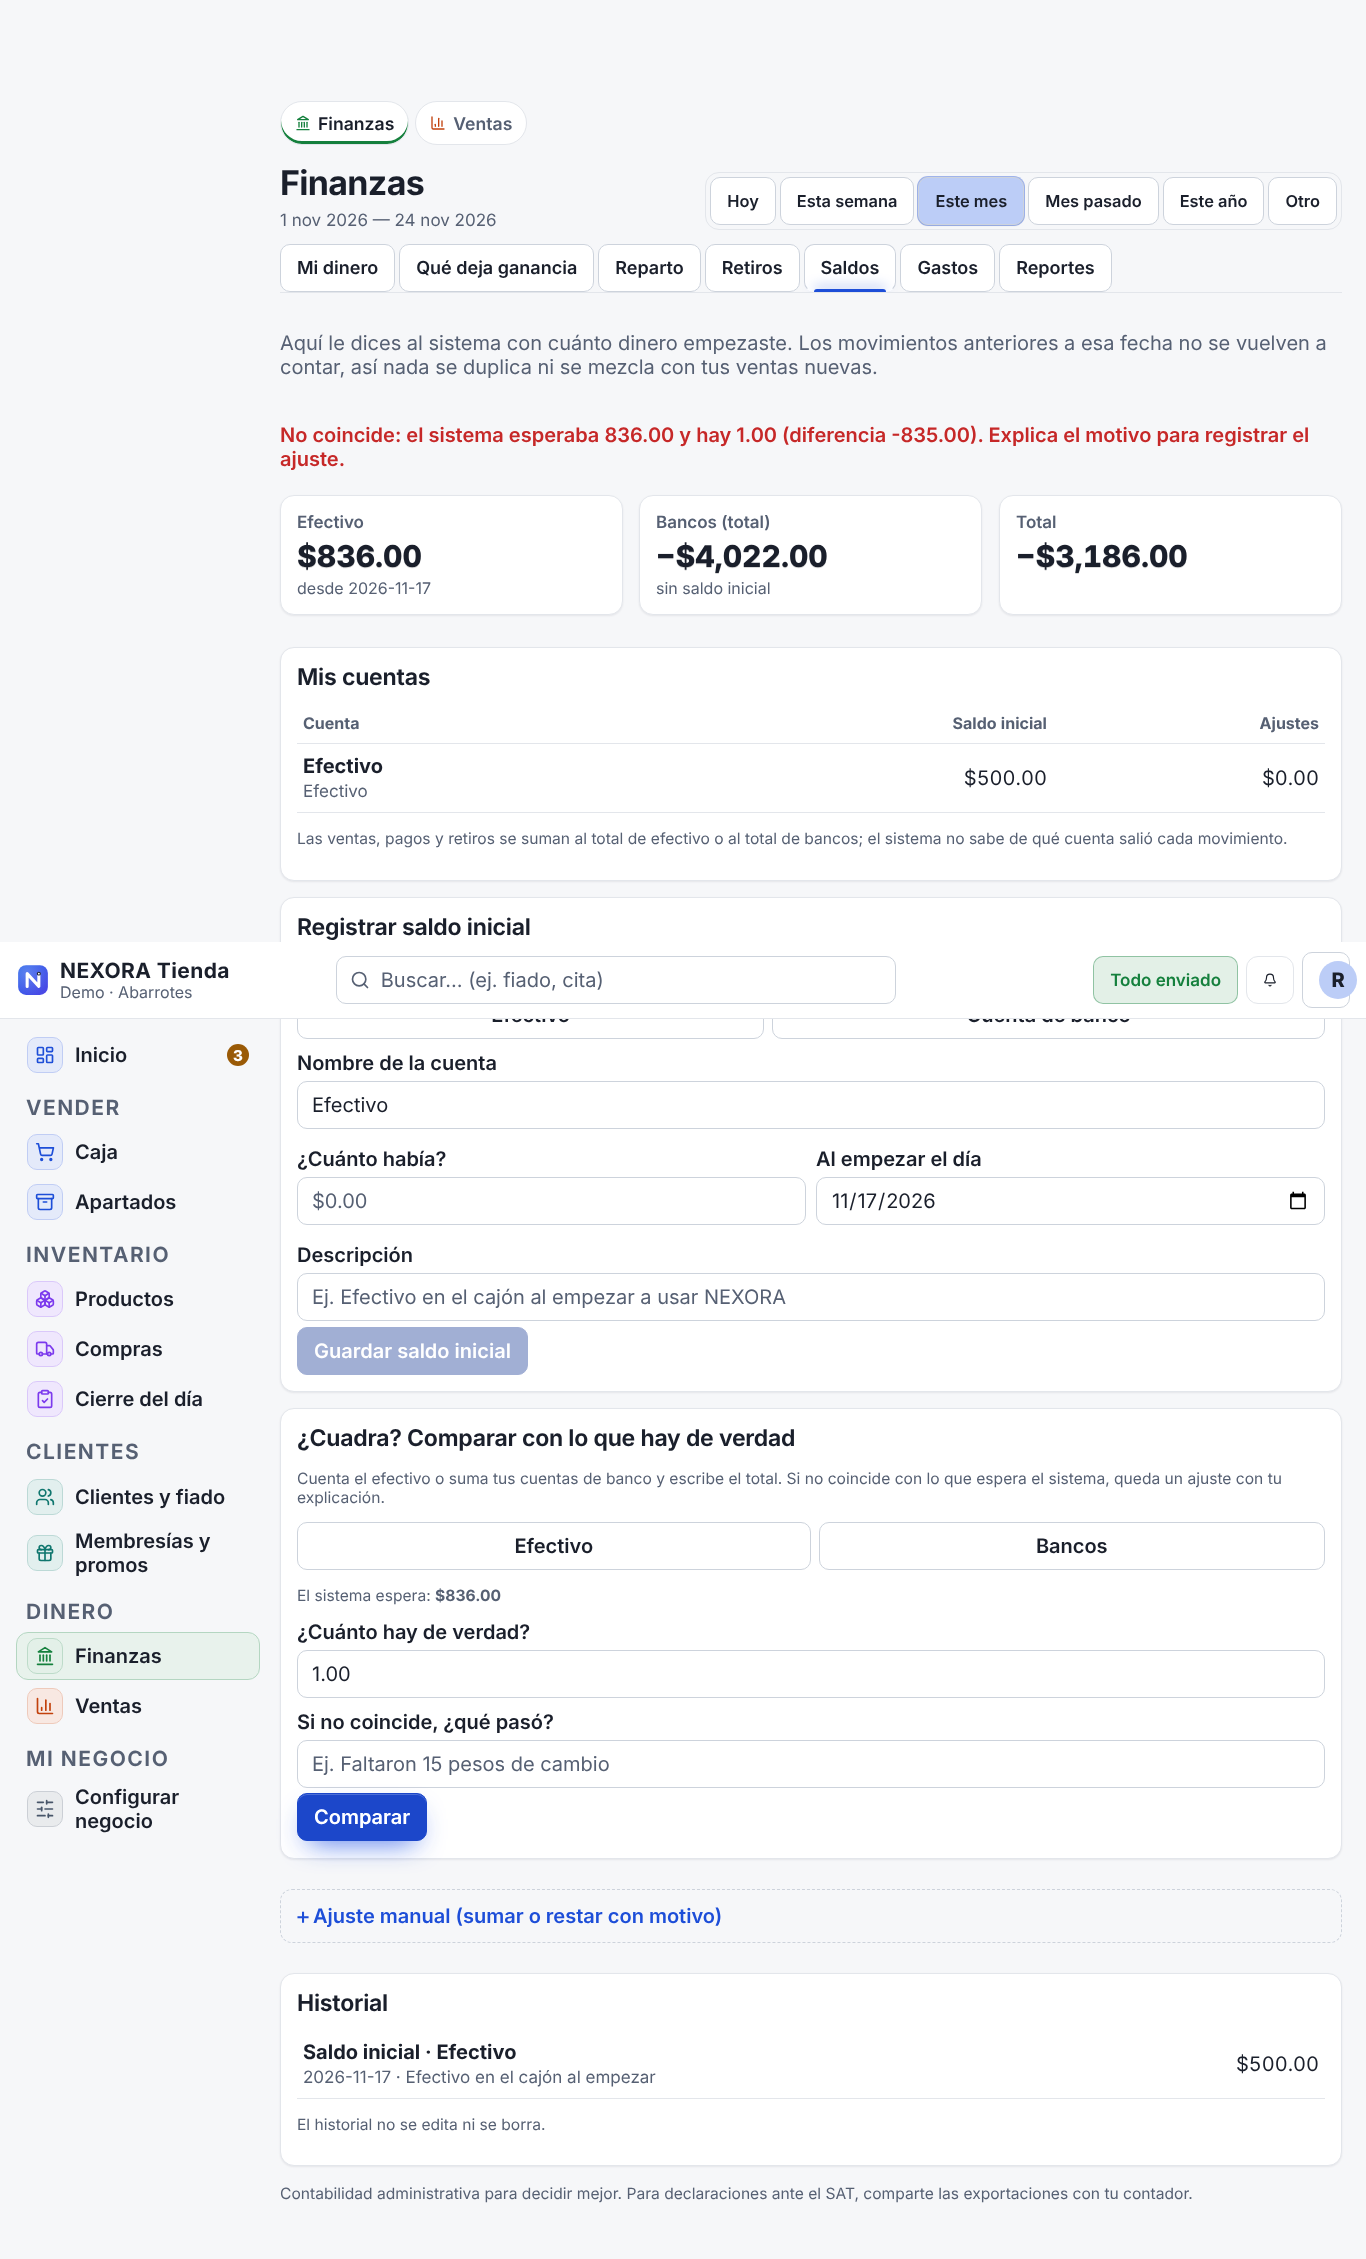 Finanzas
Ventas
Finanzas
1 nov 2026 — 24 nov 2026
Hoy
Esta semana
Este mes
Mes pasado
Este año
Otro
Mi dinero
Qué deja ganancia
Reparto
Retiros
Saldos
Gastos
Reportes
Aquí le dices al sistema con cuánto dinero empezaste. Los movimientos anteriores a esa fecha no se vuelven a
contar, así nada se duplica ni se mezcla con tus ventas nuevas.
No coincide: el sistema esperaba 836.00 y hay 1.00 (diferencia -835.00). Explica el motivo para registrar el
ajuste.
Efectivo
$836.00
desde 2026-11-17
Bancos (total)
−$4,022.00
sin saldo inicial
Total
−$3,186.00
Mis cuentas
Cuenta
Saldo inicial
Ajustes
Efectivo
Efectivo
$500.00
$0.00
Las ventas, pagos y retiros se suman al total de efectivo o al total de bancos; el sistema no sabe de qué cuenta salió cada movimiento.
Registrar saldo inicial
NEXORA Tienda
Demo · Abarrotes
Buscar... (ej. fiado, cita)
Todo enviado
R
Efectivo
Cuenta de banco
Nombre de la cuenta
Efectivo
¿Cuánto había?
$0.00
Al empezar el día
11/17/2026
Descripción
Ej. Efectivo en el cajón al empezar a usar NEXORA
Guardar saldo inicial
Inicio
3
VENDER
Caja
Apartados
INVENTARIO
Productos
Compras
Cierre del día
CLIENTES
Clientes y fiado
Membresías y
promos
DINERO
Finanzas
Ventas
MI NEGOCIO
Configurar
negocio
¿Cuadra? Comparar con lo que hay de verdad
Cuenta el efectivo o suma tus cuentas de banco y escribe el total. Si no coincide con lo que espera el sistema, queda un ajuste con tu
explicación.
Efectivo
Bancos
El sistema espera: $836.00
¿Cuánto hay de verdad?
1.00
Si no coincide, ¿qué pasó?
Ej. Faltaron 15 pesos de cambio
Comparar
+ Ajuste manual (sumar o restar con motivo)
Historial
Saldo inicial · Efectivo
2026-11-17 · Efectivo en el cajón al empezar
$500.00
El historial no se edita ni se borra.
Contabilidad administrativa para decidir mejor. Para declaraciones ante el SAT, comparte las exportaciones con tu contador.